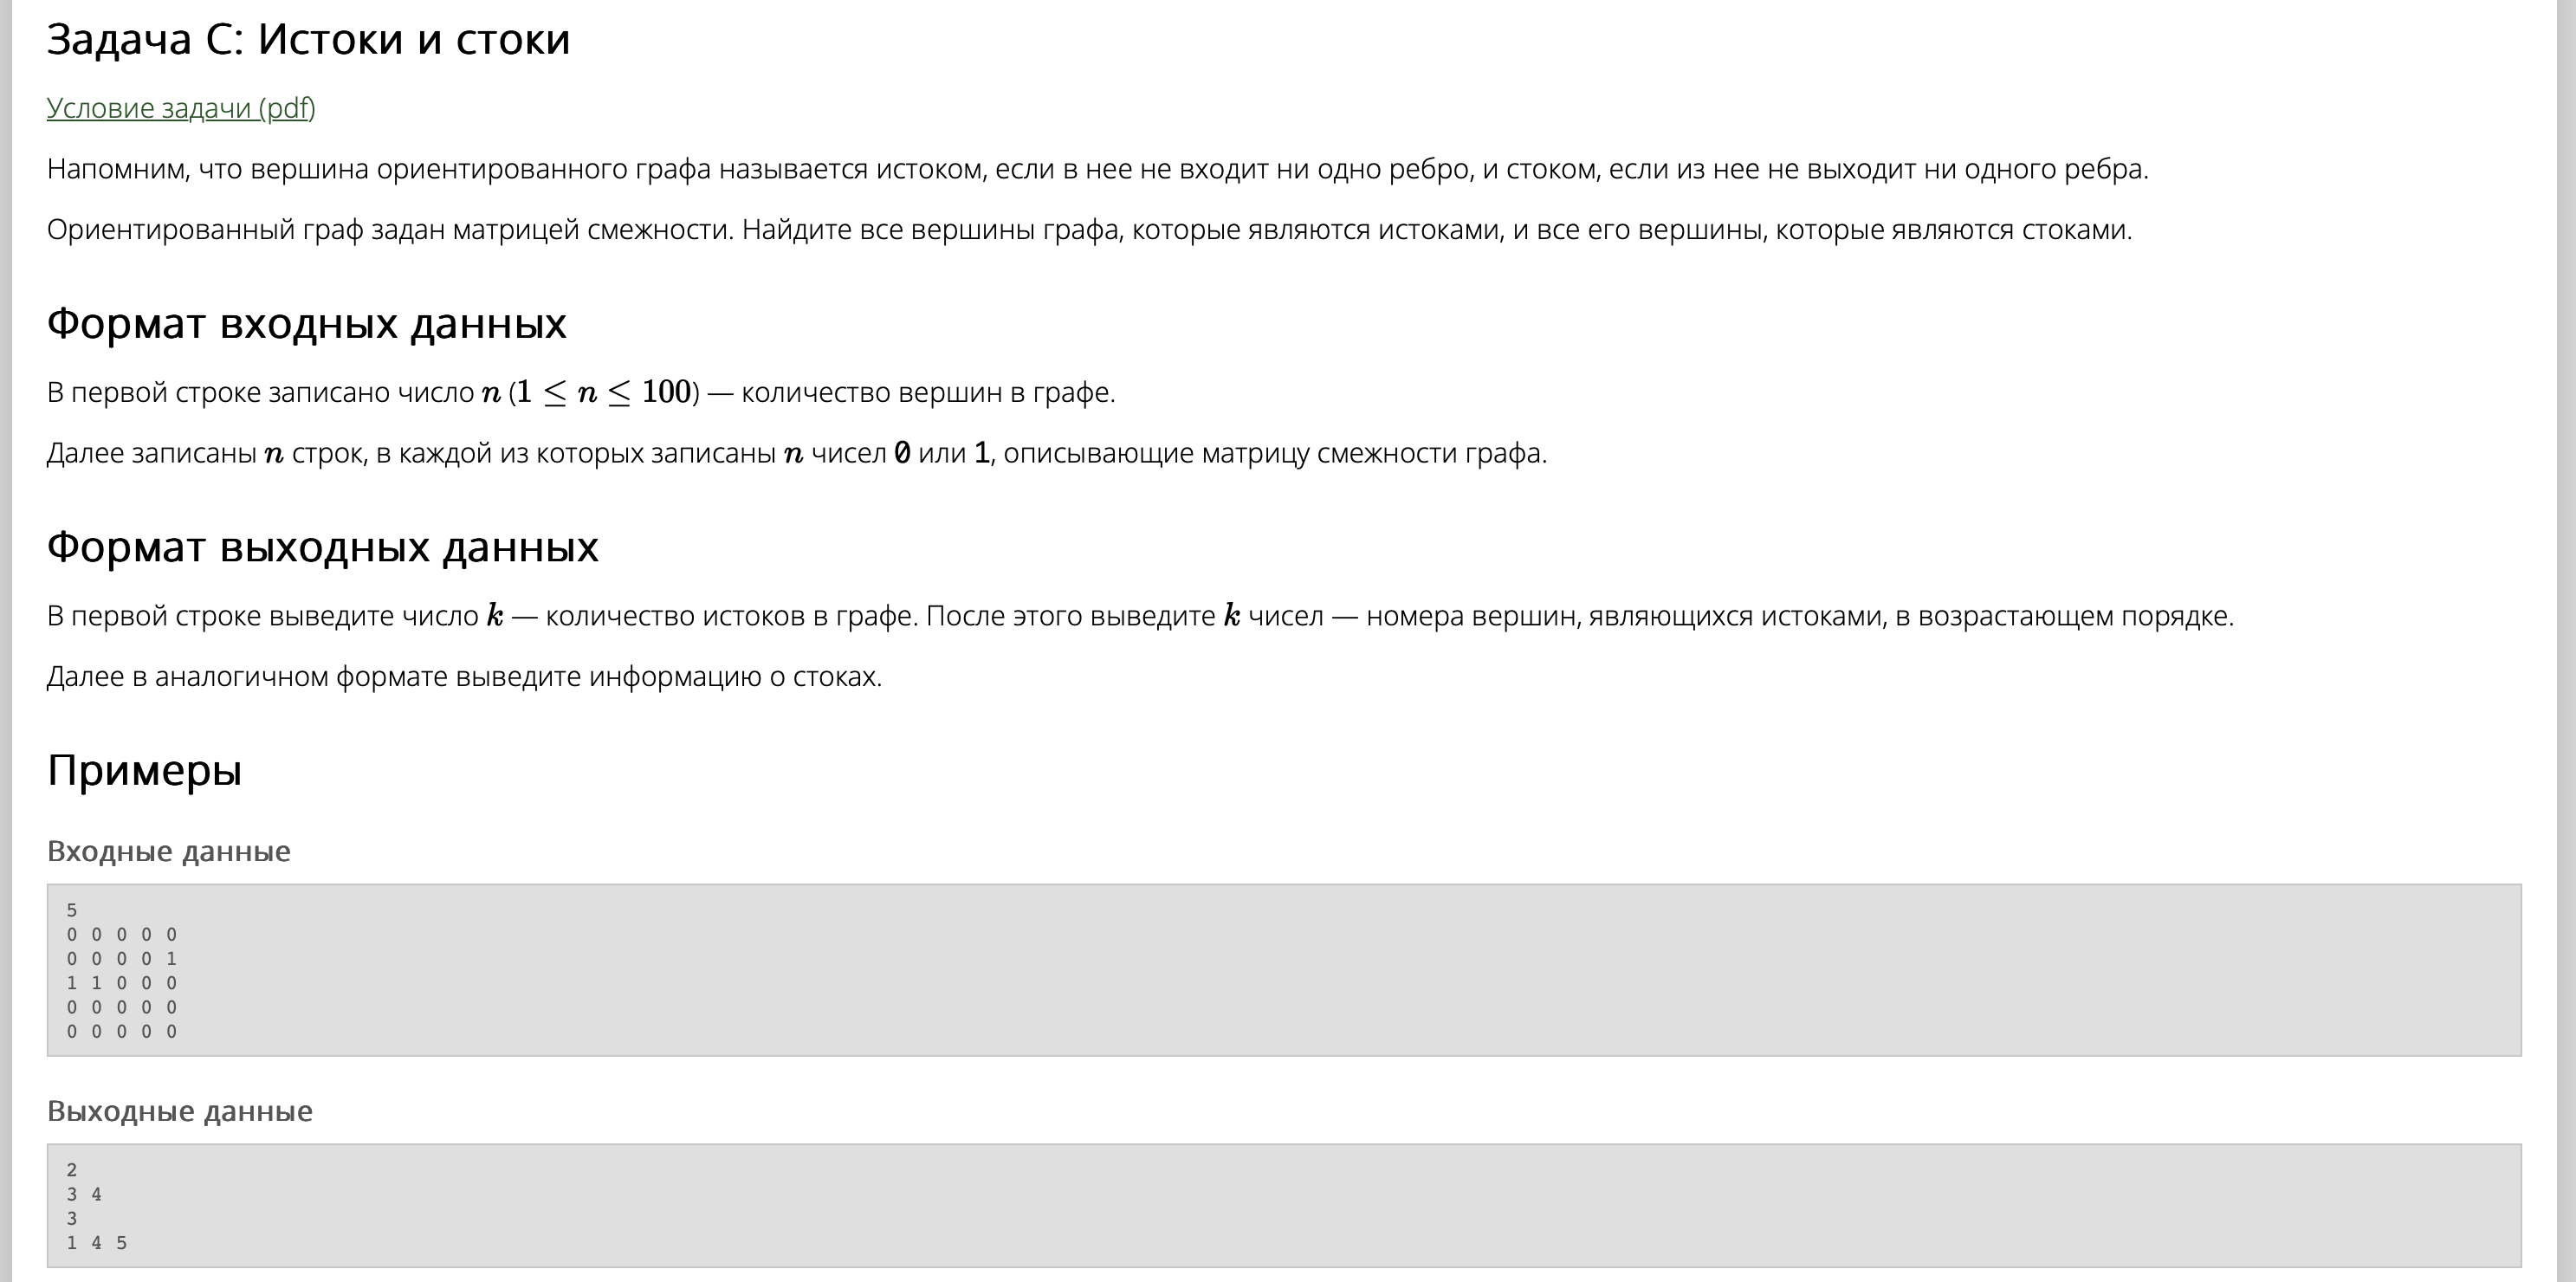 Задача C: Истоки и стоки
Условие задачи (pdf)
Напомним, что вершина ориентированного графа называется истоком, если в нее не входит ни одно ребро, и стоком, если из нее не выходит ни одного ребра.
Ориентированный граф задан матрицей смежности. Найдите все вершины графа, которые являются истоками, и все его вершины, которые являются стоками.
Формат входных данных
В первой строке записано число n (1 ≤ n ≤ 100) — количество вершин в графе.
Далее записаны n строк, в каждой из которых записаны n чисел 0 или 1, описывающие матрицу смежности графа.
Формат выходных данных
В первой строке выведите число k — количество истоков в графе. После этого выведите k чисел — номера вершин, являющихся истоками, в возрастающем порядке.
Далее в аналогичном формате выведите информацию о стоках.
Примеры
Входные данные
5
0 0 0 0 0
0 0 0 0 1
1 1 0 0 0
0 0 0 0 0
0 0 0 0 0
Выходные данные
2
3 4
3
1 4 5